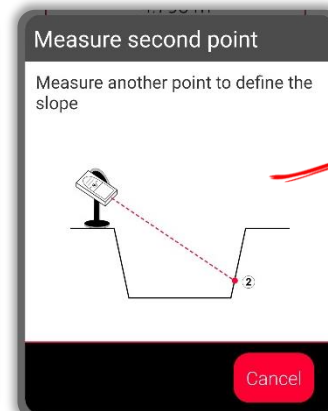 Measure second point
Measure another point to define the
slope
2
Cancel